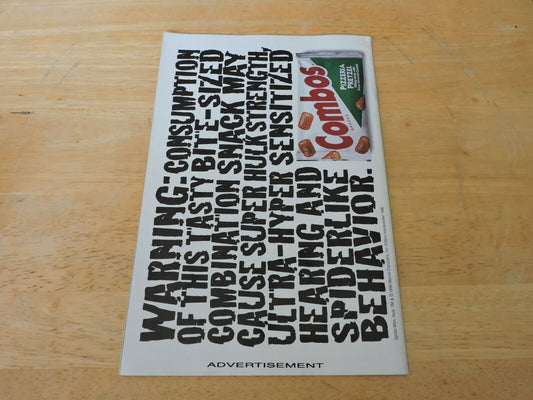 WARNING: CONSUMPTION
OF THIS TASTY BITE-SIZED
COMBINATION SNACK MAY
CAUSE SUPER HULK STRENGTH,
ULTRA-HYPER SENSITIZED
HEARING AND
SPIDERLIKE
BEHAVIOR.
Combos
PIZZERIA
PRETZEL
ADVERTISEMENT